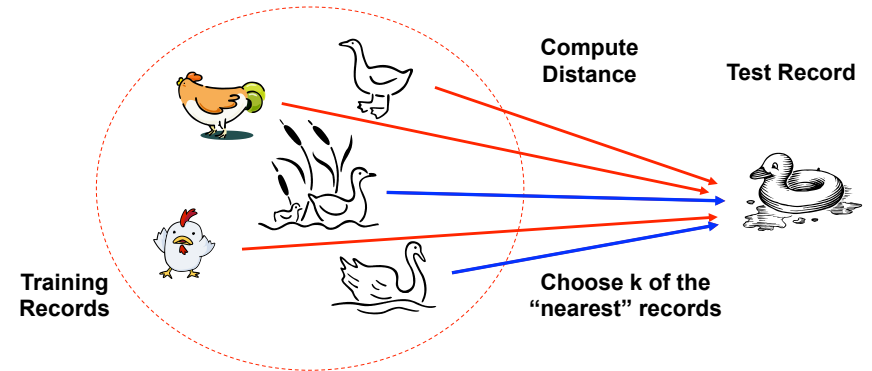 Compute
Distance
Test Record
Training
Records
Choose k of the
“nearest” records